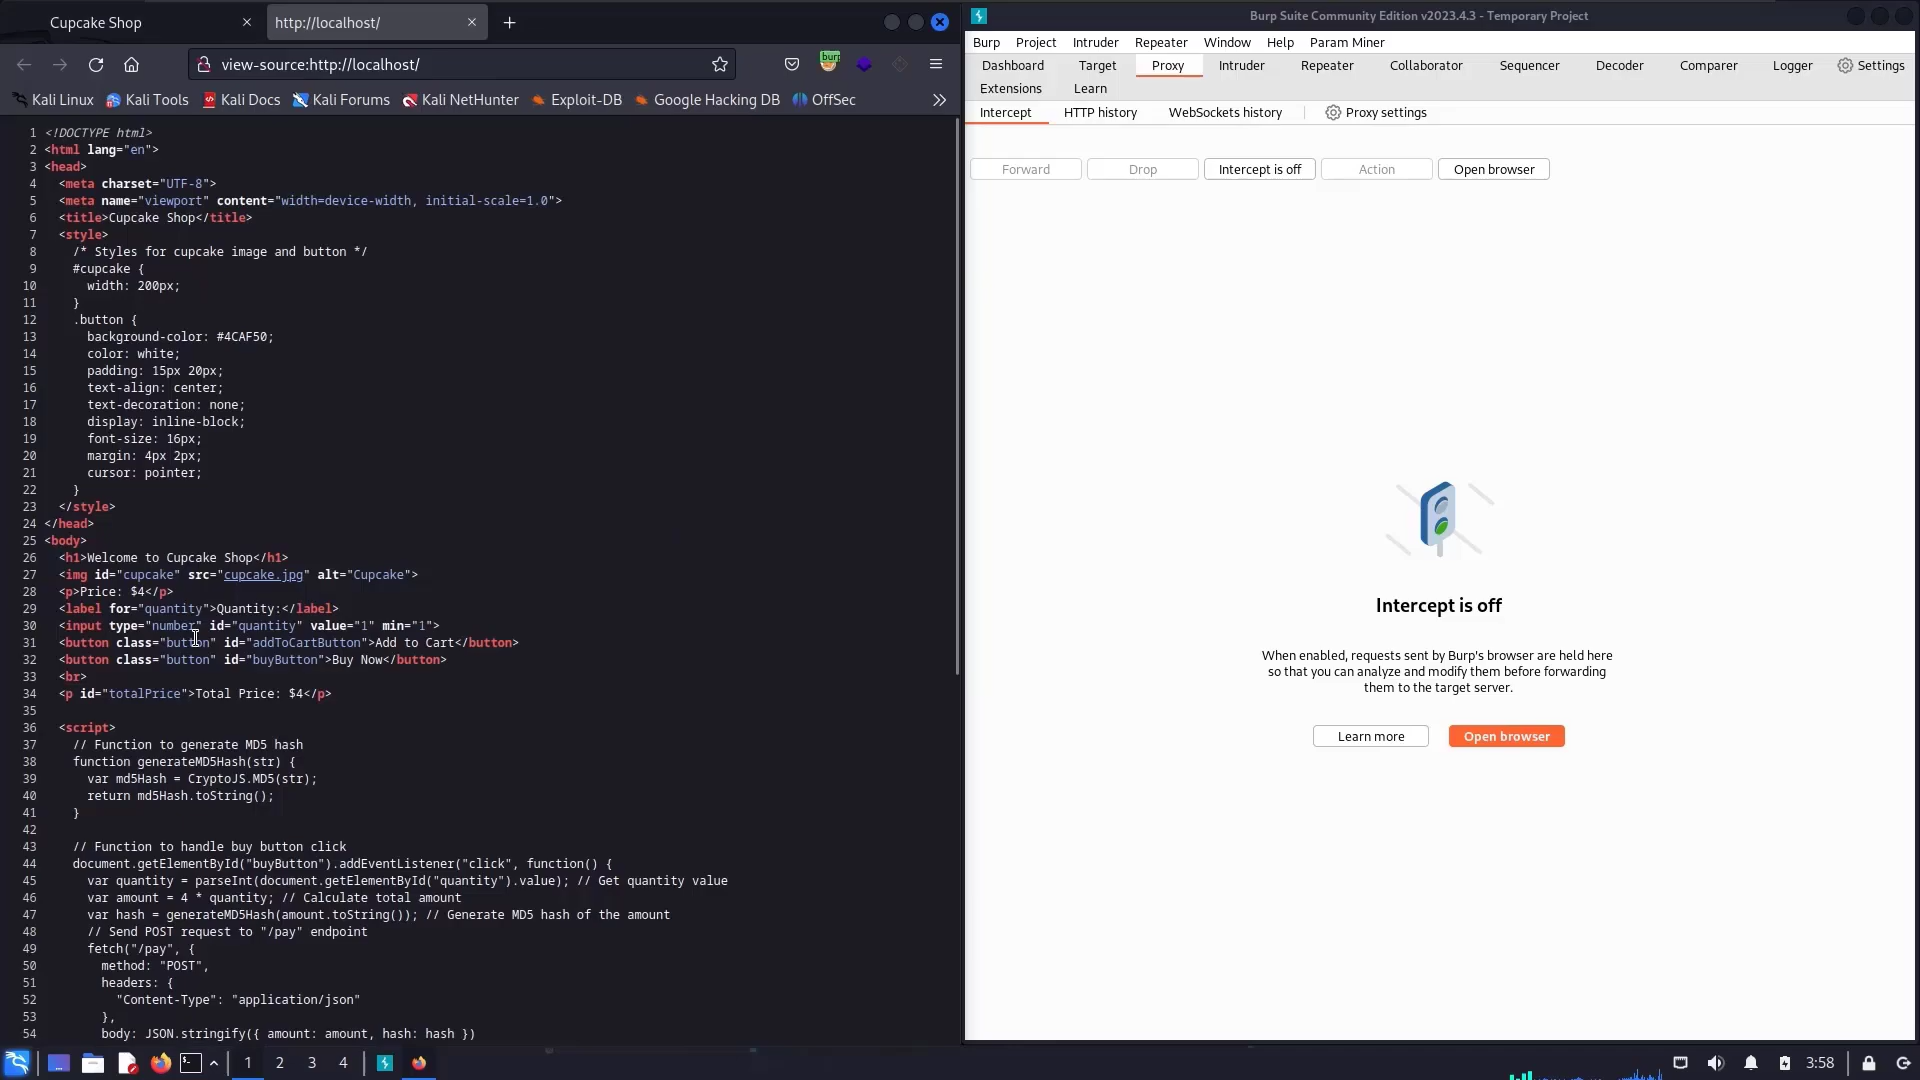 Cupcake Shop
http://localhost/
view-source:http://localhost/
Kali Linux Kali Tools Kali Docs Kali Forums Kali NetHunter Exploit-DB Google Hacking DB OffSec
1 <!DOCTYPE html>
2 <html lang="en">
3 <head>
4 <meta charset="UTF-8">
5 <meta name="viewport" content="width=device-width, initial-scale=1.0">
6 <title>Cupcake Shop</title>
7 <style>
8 /* Styles for cupcake image and button */
9 #cupcake {
10 width: 200px;
11 }
12 .button {
13 background-color: #4CAF50;
14 color: white;
15 padding: 15px 20px;
16 text-align: center;
17 text-decoration: none;
18 display: inline-block;
19 font-size: 16px;
20 margin: 4px 2px;
21 cursor: pointer;
22 }
23 </style>
24 </head>
25 <body>
26 <h1>Welcome to Cupcake Shop</h1>
27 <img id="cupcake" src="cupcake.jpg" alt="Cupcake">
28 <p>Price: $4</p>
29 <label for="quantity">Quantity:</label>
30 <input type="number" id="quantity" value="1" min="1">
31 <button class="button" id="addToCartButton">Add to Cart</button>
32 <button class="button" id="buyButton">Buy Now</button>
33 <br>
34 <p id="totalPrice">Total Price: $4</p>
35
36 <script>
37 // Function to generate MD5 hash
38 function generateMD5Hash(str) {
39 var md5Hash = CryptoJS.MD5(str);
40 return md5Hash.toString();
41 }
42
43 // Function to handle buy button click
44 document.getElementById("buyButton").addEventListener("click", function() {
45 var quantity = parseInt(document.getElementById("quantity").value); // Get quantity value
46 var amount = 4 * quantity; // Calculate total amount
47 var hash = generateMD5Hash(amount.toString()); // Generate MD5 hash of the amount
48 // Send POST request to "/pay" endpoint
49 fetch("/pay", {
50 method: "POST",
51 headers: {
52 "Content-Type": "application/json"
53 },
54 body: JSON.stringify({ amount: amount, hash: hash })
Burp Suite Community Edition v2023.4.3 - Temporary Project
Burp Project Intruder Repeater Window Help Param Miner
Dashboard Target Proxy Intruder Repeater Collaborator Sequencer Decoder Comparer Logger Settings
Extensions Learn
Intercept HTTP history WebSockets history Proxy settings
Forward Drop Intercept is off Action Open browser
Intercept is off
When enabled, requests sent by Burp's browser are held here
so that you can analyze and modify them before forwarding
them to the target server.
Learn more Open browser
1 2 3 4
3:58